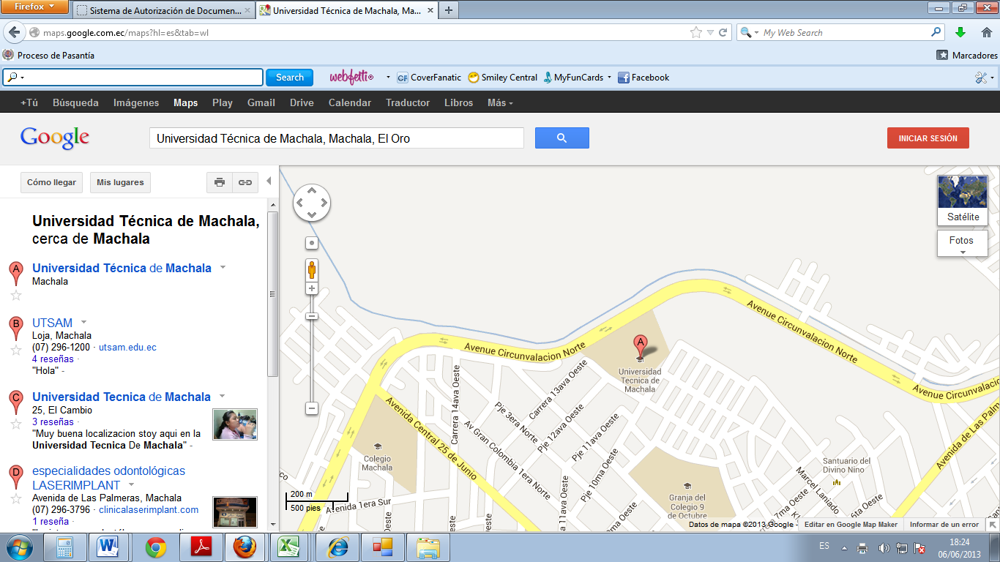 Firefox
Sistema de Autorización de Documen...
Universidad Técnica de Machala, Ma...
maps.google.com.ec/maps?hl=es&tab=wl
My Web Search
Proceso de Pasantía
Marcadores
Search
webfetti
CF CoverFanatic
Smiley Central
MyFunCards
Facebook
+Tú Búsqueda Imágenes Maps Play Gmail Drive Calendar Traductor Libros Más
Google
Universidad Técnica de Machala, Machala, El Oro
INICIAR SESIÓN
Cómo llegar
Mis lugares
Universidad Técnica de Machala,
cerca de Machala
A
Universidad Técnica de Machala
Machala
B
UTSAM
Loja, Machala
(07) 296-1200 · utsam.edu.ec
4 reseñas ·
"Hola" -
C
Universidad Tecnica de Machala
25, El Cambio
3 reseñas ·
"Muy buena localizacion stoy aqui en la
Universidad Tecnica De Machala" -
D
especialidades odontológicas
LASERIMPLANT
Avenida de Las Palmeras, Machala
(07) 296-3796 · clinicalaserimplant.com
1 reseña ·
Satélite
Fotos
Avenue Circunvalacion Norte
Avenue Circunvalacion Norte
Avenue Circunvalacion
A
Universidad
Tecnica de
Machala
Carrera 14ava Oeste
Carrera 13ava Oeste
Pje 3era Norte
Pje 12ava Oeste
Pje 11ava Oeste
Av Gran Colombia 1era Norte
Avenida Central 25 de Junio
Pje 10ma Oeste
a 11ava Oeste
Colegio
Machala
Avenida 1era Sur
Granja del
Colegio 9
de Octubre
Santuario del
Divino Nino
Marcel Laniado
7ma Oeste
6ta Oeste
Avenida de Las Palm
co
200 m
500 pies
Datos de mapa ©2013 Google -
Editar en Google Map Maker
Informar de un error
ES
18:24
06/06/2013